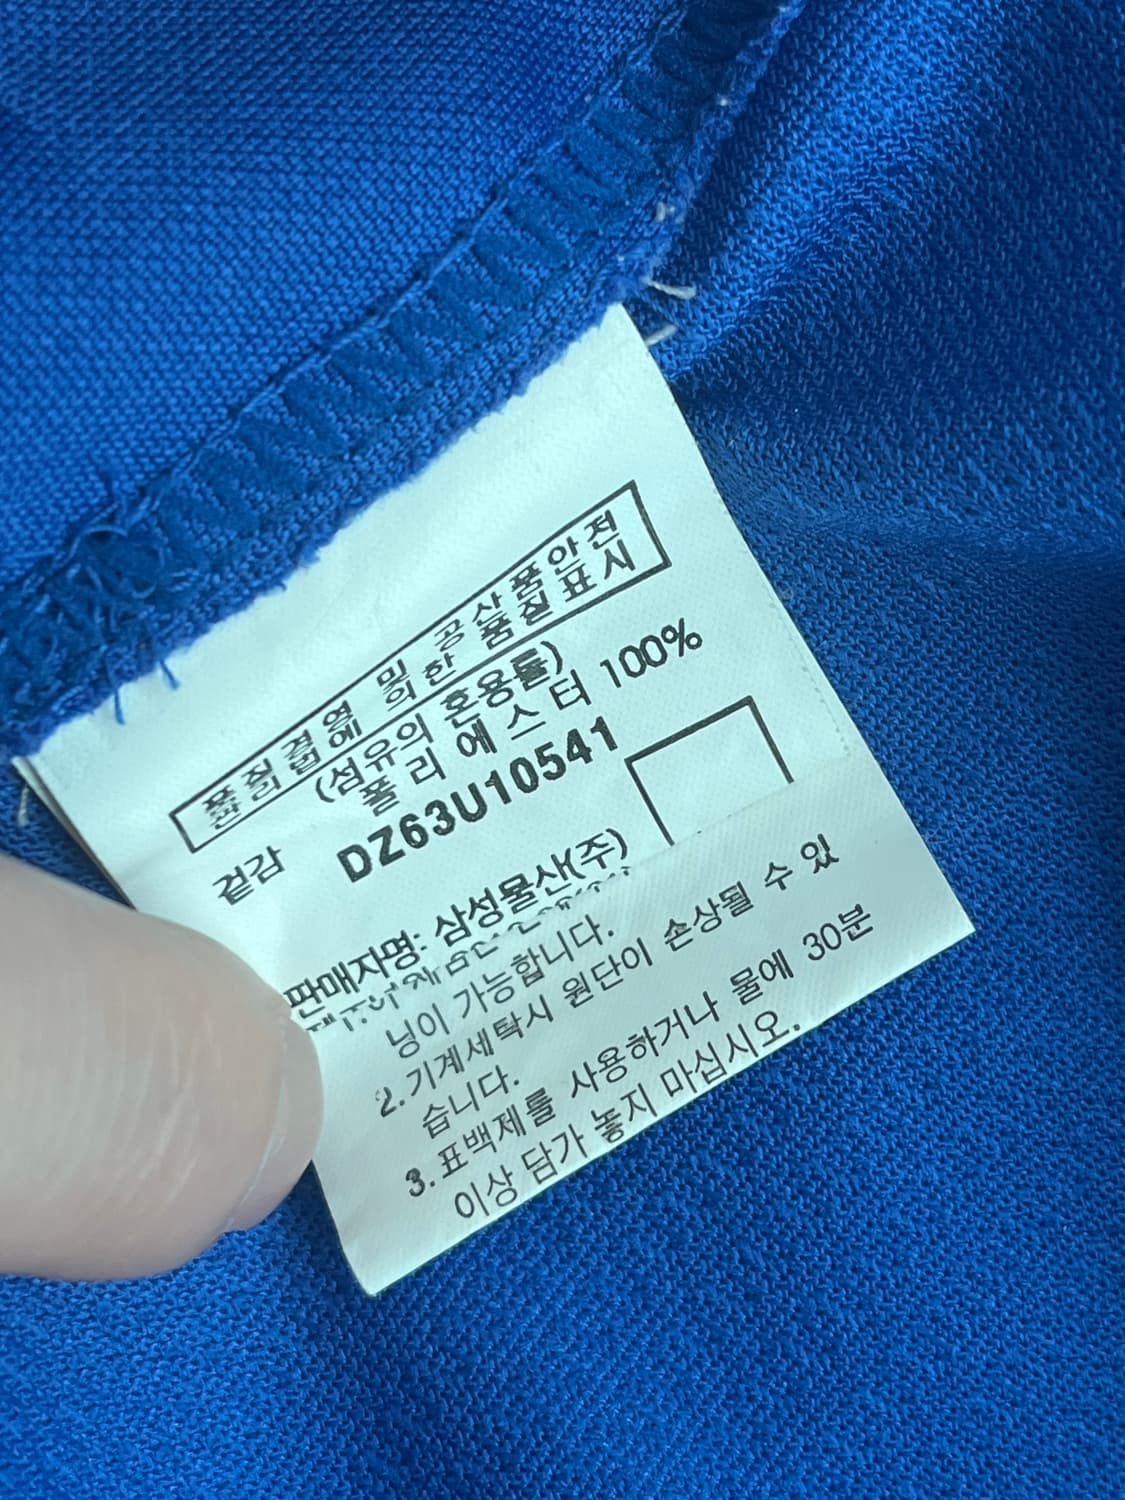 품질경영 및 공산품안전
관리법에 의한 품질표시
(섬유의 혼용률)
겉감 폴리에스터 100%
DZ63U10541
판매자명: 삼성물산(주)
닝이 가능합니다.
2.기계세탁시 원단이 손상될 수 있
습니다.
3.표백제를 사용하거나 물에 30분
이상 담가 놓지 마십시오.